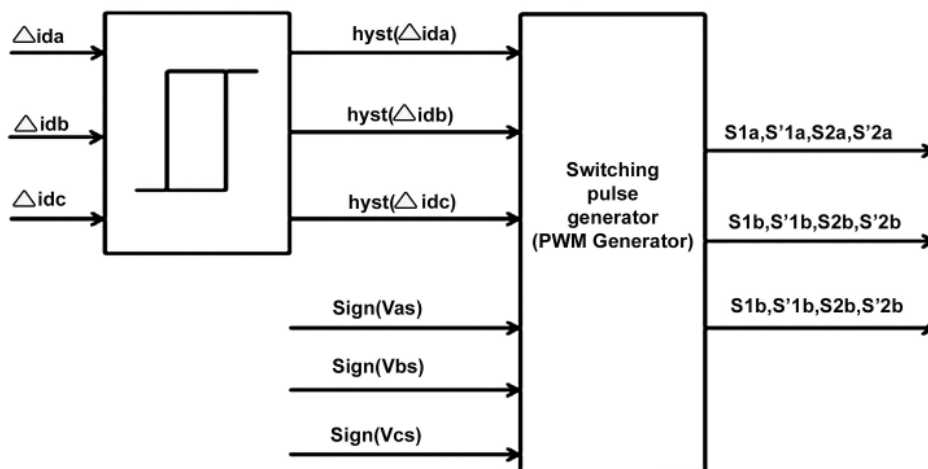 △ida
hyst(△ida)
△idb
hyst(△idb)
△idc
hyst(△idc)
Switching
pulse
generator
(PWM Generator)
S1a,S'1a,S2a,S'2a
S1b,S'1b,S2b,S'2b
S1b,S'1b,S2b,S'2b
Sign(Vas)
Sign(Vbs)
Sign(Vcs)